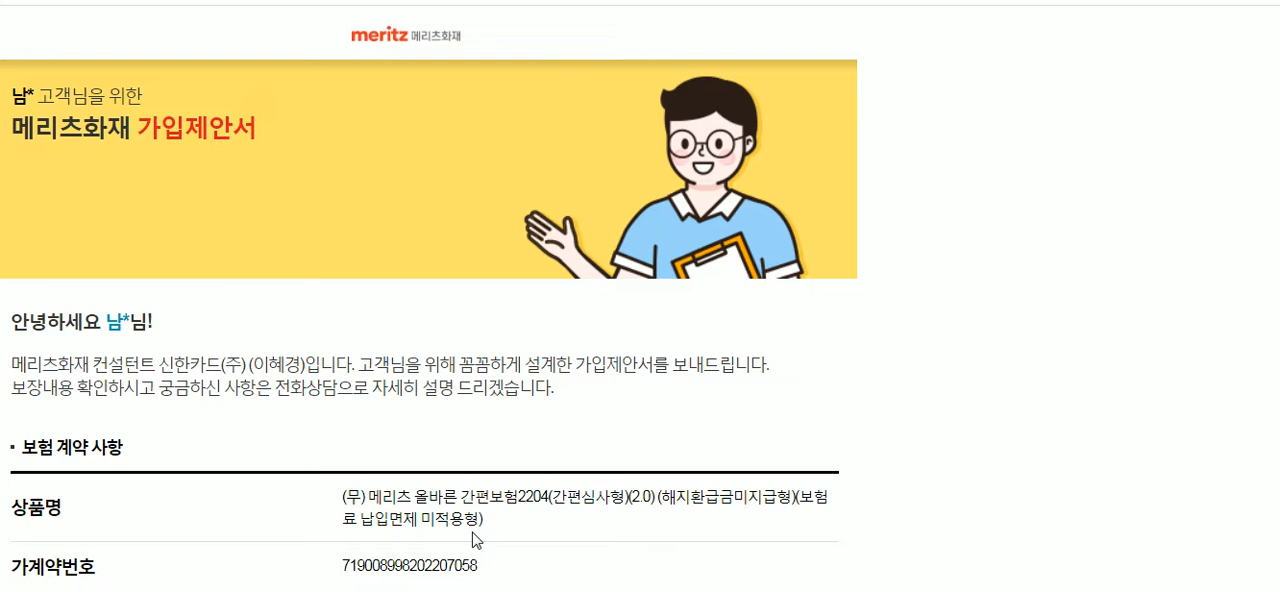 meritz 메리츠화재
남* 고객님을 위한
메리츠화재 가입제안서
안녕하세요 남*님!
메리츠화재 컨설턴트 신한카드(주) (이혜경)입니다. 고객님을 위해 꼼꼼하게 설계한 가입제안서를 보내드립니다.
보장내용 확인하시고 궁금하신 사항은 전화상담으로 자세히 설명 드리겠습니다.
▪ 보험 계약 사항
상품명
(무) 메리츠 올바른 간편보험2204(간편심사형)(2.0) (해지환급금미지급형)(보험
료 납입면제 미적용형)
가계약번호
719008998202207058